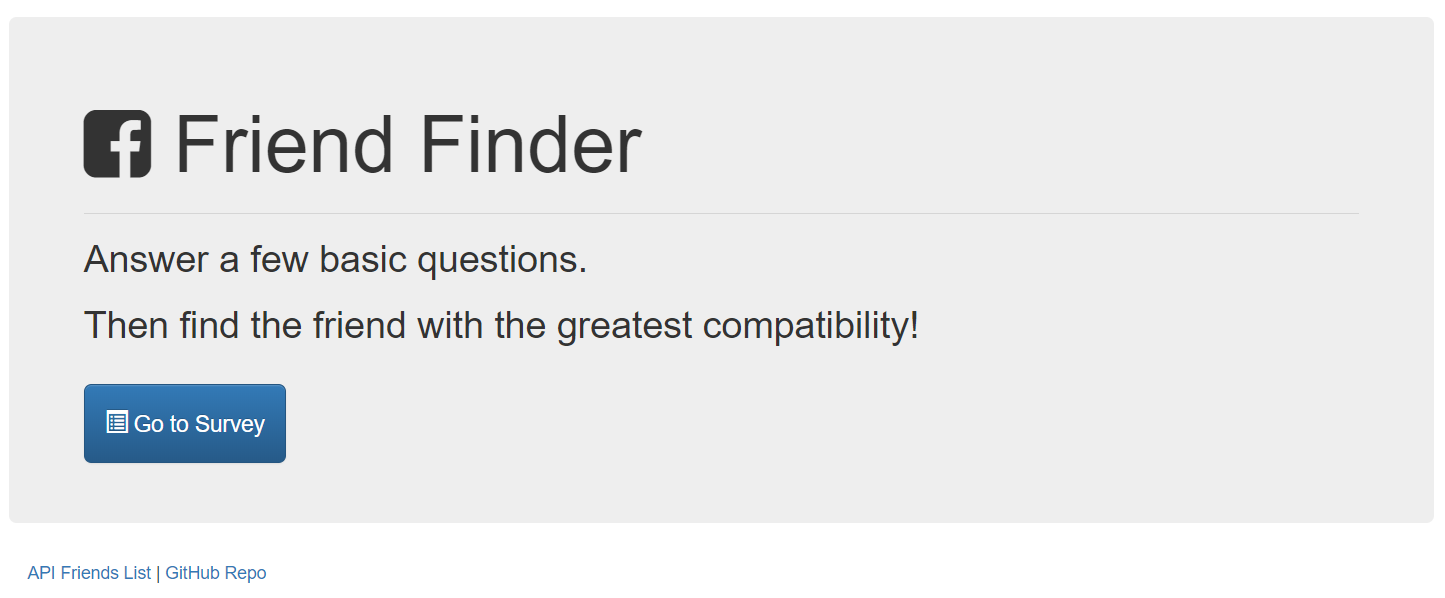 Friend Finder
Answer a few basic questions.
Then find the friend with the greatest compatibility!
Go to Survey
API Friends List | GitHub Repo